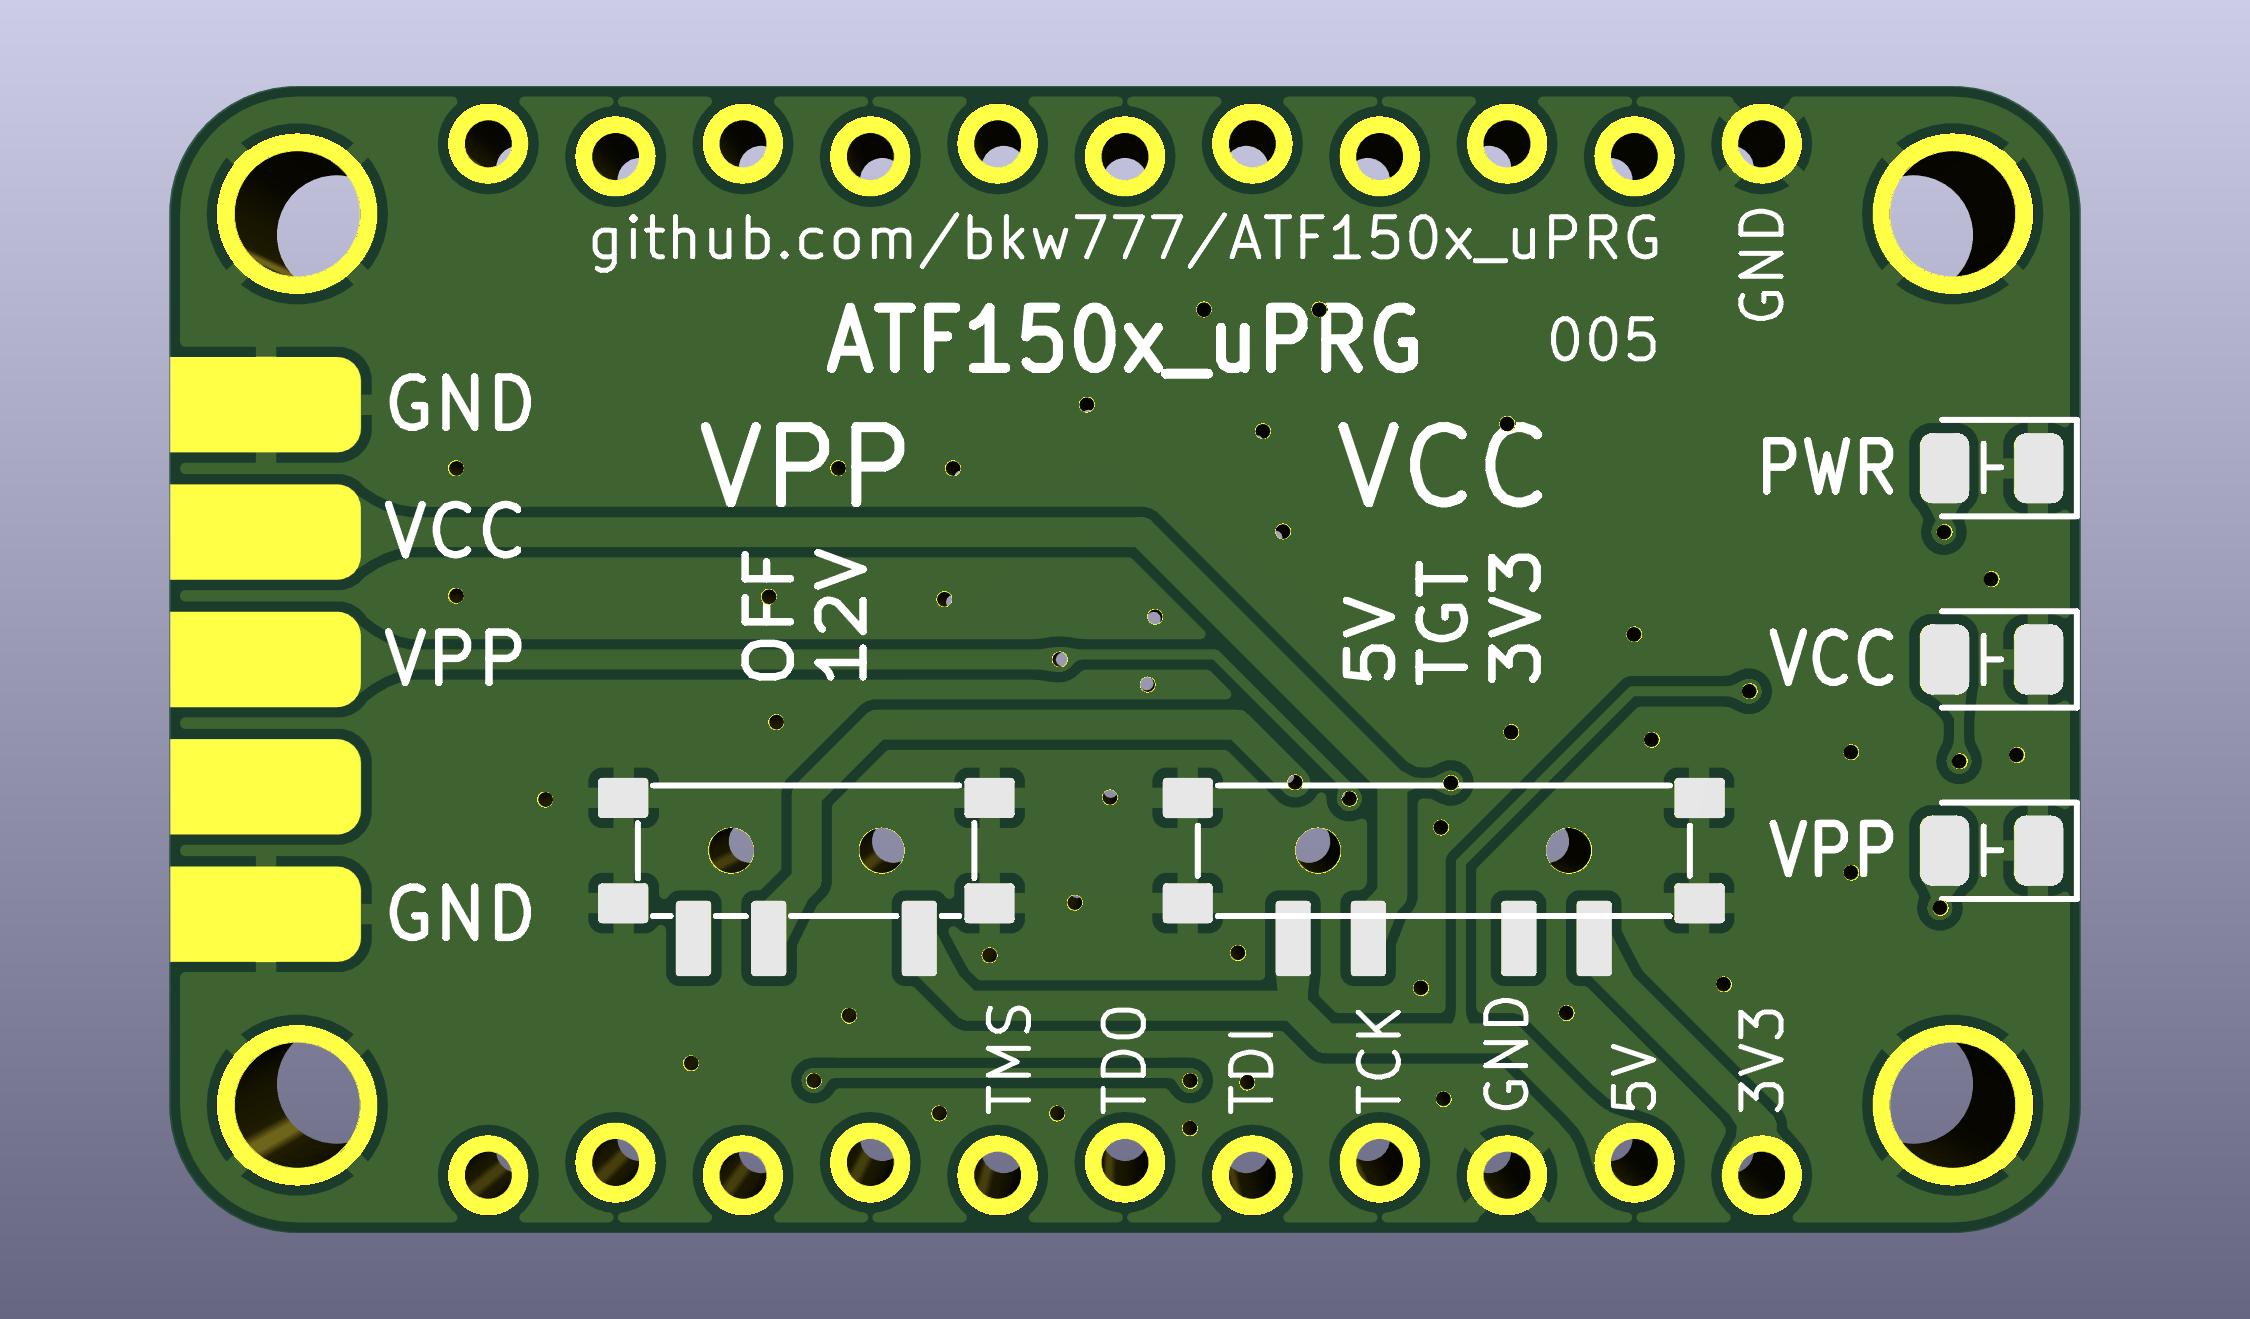 github.com/bkw777/ATF150x_uPRG
GND
ATF150x_uPRG
005
GND
VPP
VCC
PWR
VCC
OFF
12V
5V
TGT
3V3
VPP
VCC
VPP
GND
TMS
TDO
TDI
TCK
GND
5V
3V3